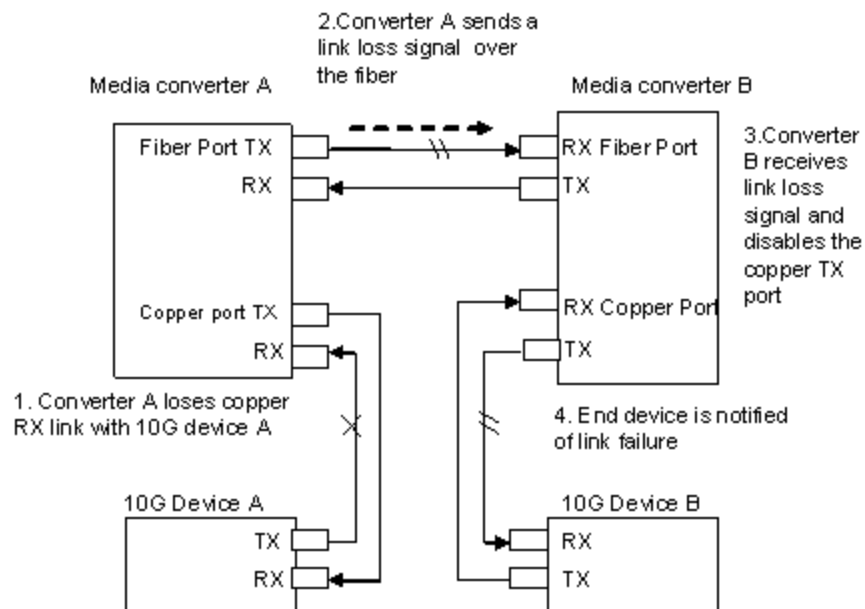 2.Converter A sends a
link loss signal over
the fiber
Media converter A
Media converter B
Fiber Port TX
RX
Copper port TX
RX
RX Fiber Port
TX
RX Copper Port
TX
3.Converter
B receives
link loss
signal and
disables the
copper TX
port
1. Converter A loses copper
RX link with 10G device A
4. End device is notified
of link failure
10G Device A
TX
RX
10G Device B
RX
TX